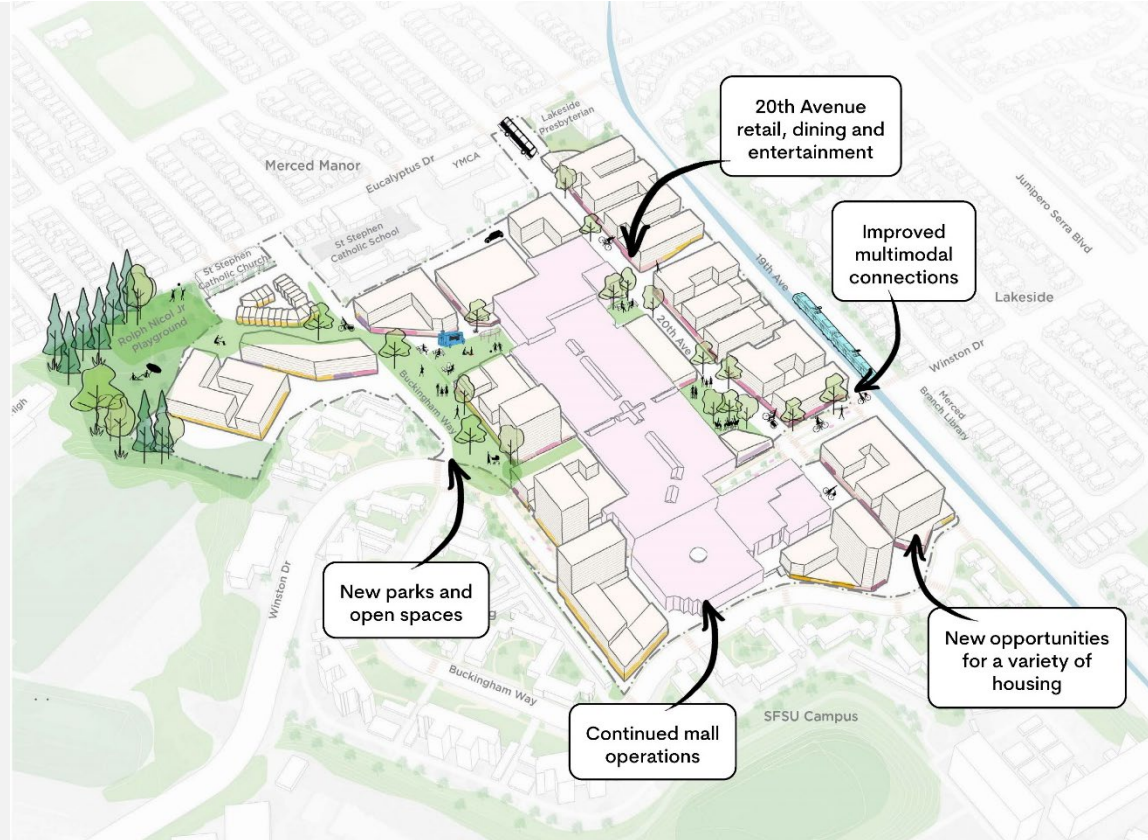 Lakeside
Presbyterian
YMCA
Eucalyptus Dr
Merced Manor
St Stephen
Catholic School
St Stephen
Catholic Church
Rolph Nicol Jr
Playground
20th Avenue
retail, dining and
entertainment
Junipero Serra Blvd
Improved
multimodal
connections
19th Ave
Lakeside
20th Ave
Winston Dr
Merced
Branch Library
Buckingham Way
New parks and
open spaces
Winston Dr
New opportunities
for a variety of
housing
Buckingham Way
Continued mall
operations
SFSU Campus